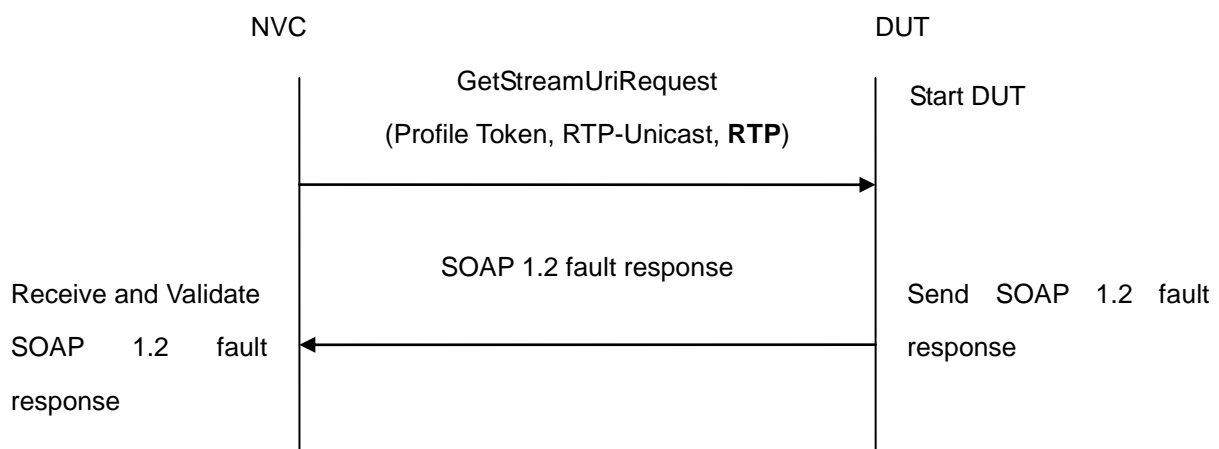 NVC
DUT
GetStreamUriRequest
(Profile Token, RTP-Unicast, RTP)
Start DUT
SOAP 1.2 fault response
Receive and Validate
SOAP 1.2 fault
response
Send SOAP 1.2 fault
response